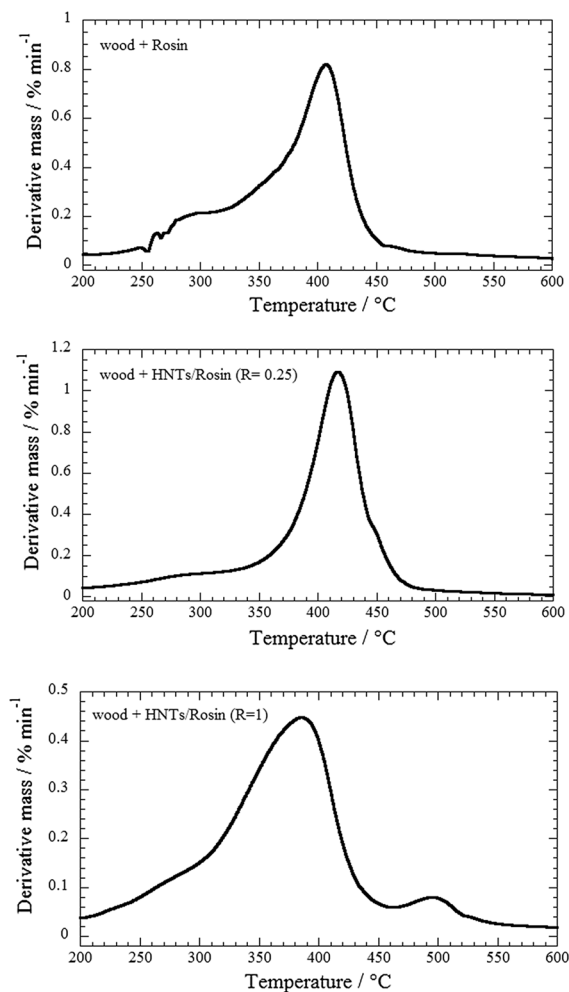 1
wood + Rosin
0.8
0.6
0.4
0.2
0
Derivative mass / % min-1
200 250 300 350 400 450 500 550 600
Temperature / °C
1.2
wood + HNTs/Rosin (R= 0.25)
1
0.8
0.6
0.4
0.2
0
Derivative mass / % min-1
200 250 300 350 400 450 500 550 600
Temperature / °C
0.5
wood + HNTs/Rosin (R=1)
0.4
0.3
0.2
0.1
0
Derivative mass / % min-1
200 250 300 350 400 450 500 550 600
Temperature / °C